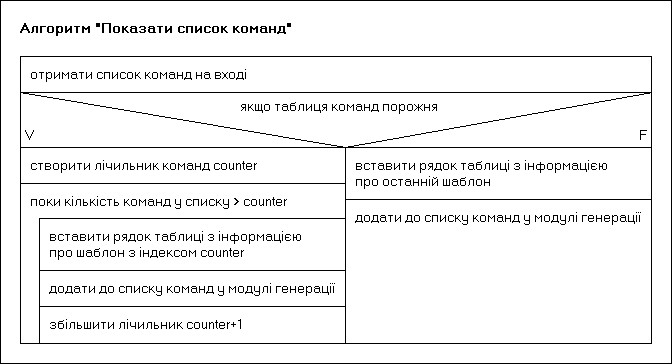 Алгоритм "Показати список команд"
отримати список команд на вході
якщо таблиця команд порожня
V
F
створити лічильник команд counter
поки кількість команд у списку > counter
вставити рядок таблиці з інформацією
про шаблон з індексом counter
додати до списку команд у модулі генерації
збільшити лічильник counter+1
вставити рядок таблиці з інформацією
про останній шаблон
додати до списку команд у модулі генерації